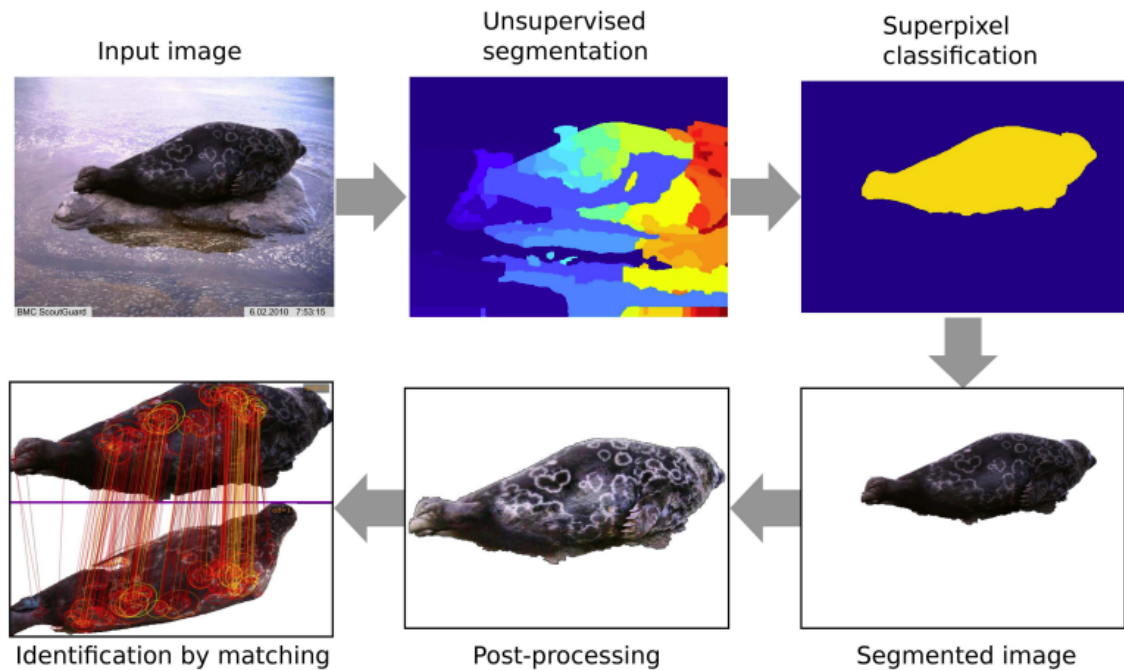 Input image
Unsupervised
segmentation
Superpixel
classification
BMC ScoutGuard
6.02.2010 7:53:15
Identification by matching
Post-processing
Segmented image